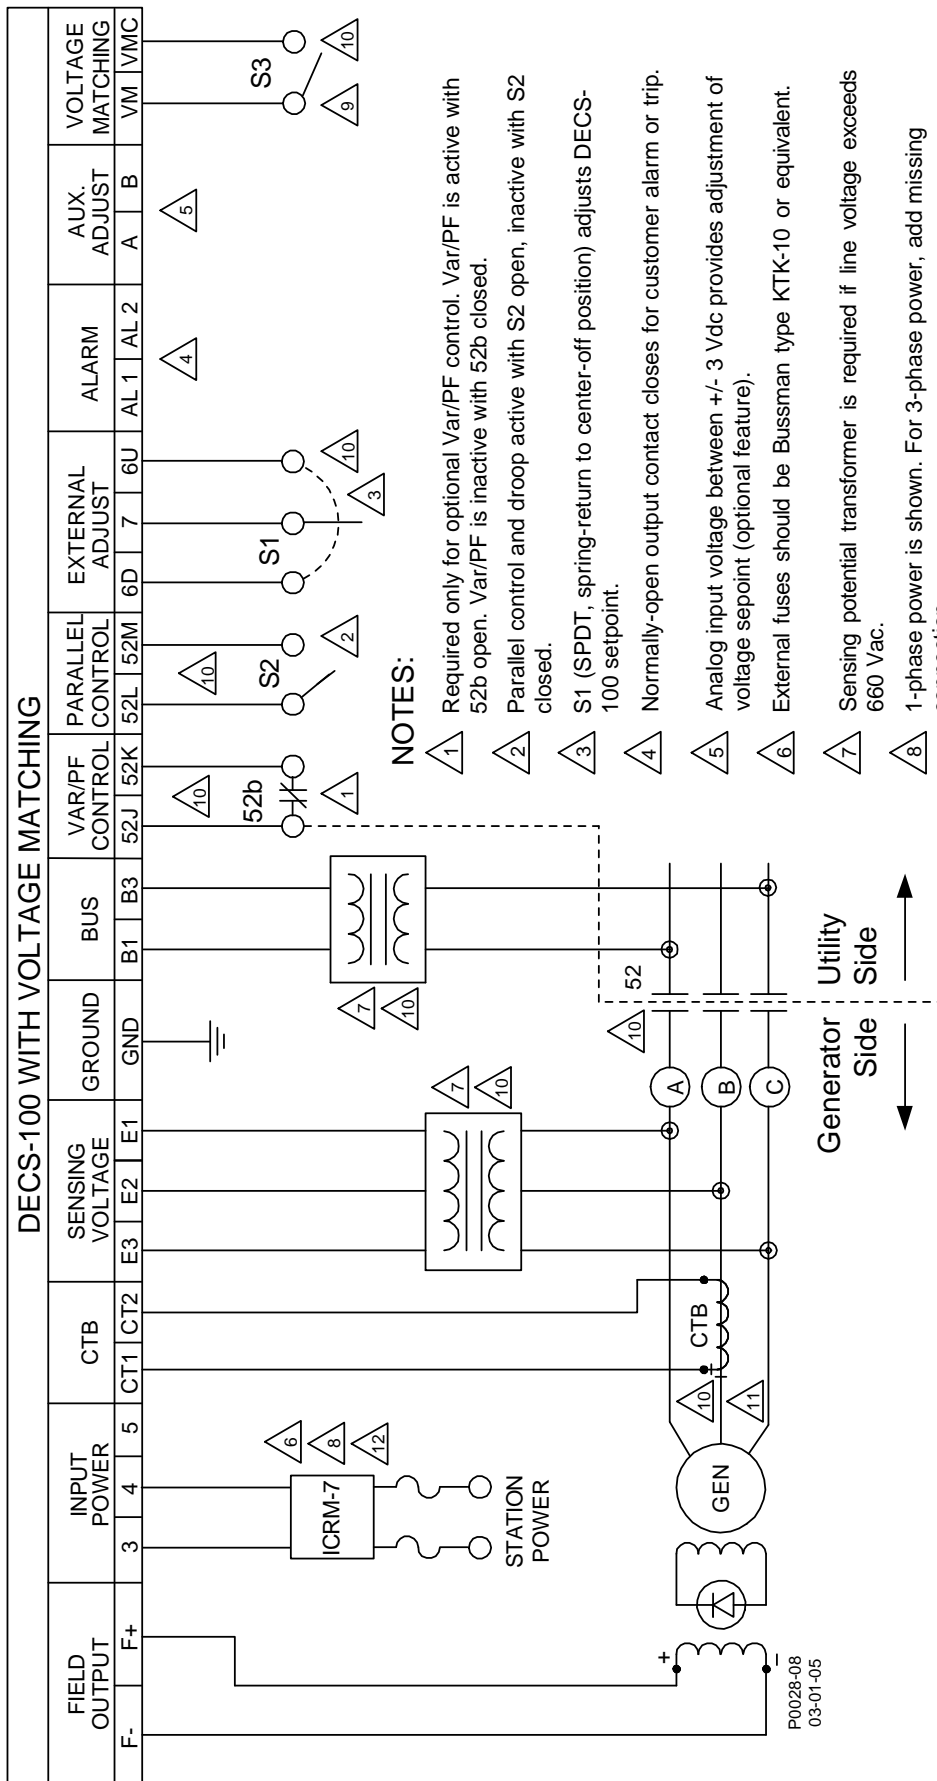 DECS-100 WITH VOLTAGE MATCHING
FIELD OUTPUT
INPUT POWER
CTB
SENSING VOLTAGE
GROUND
BUS
VAR/PF CONTROL
PARALLEL CONTROL
EXTERNAL ADJUST
ALARM
AUX. ADJUST
VOLTAGE MATCHING
F- F+ 3 4 5 CT1 CT2 E3 E2 E1 GND B1 B3 52J 52K 52L 52M 6D 7 6U AL 1 AL 2 A B VM VMC
10
10
5
4
52b
1
S2
2
S1
10
3
S3
9
10
6
8
12
ICRM-7
STATION
POWER
7
10
7
10
CTB
10
11
10
52
A
B
C
GEN
+
-
Generator
Side
Utility
Side
P0028-08
03-01-05
NOTES:
1 Required only for optional Var/PF control. Var/PF is active with
52b open. Var/PF is inactive with 52b closed.
2 Parallel control and droop active with S2 open, inactive with S2
closed.
3 S1 (SPDT, spring-return to center-off position) adjusts DECS-
100 setpoint.
4 Normally-open output contact closes for customer alarm or trip.
5 Analog input voltage between +/- 3 Vdc provides adjustment of
voltage sepoint (optional feature).
6 External fuses should be Bussman type KTK-10 or equivalent.
7 Sensing potential transformer is required if line voltage exceeds
660 Vac.
8 1-phase power is shown. For 3-phase power, add missing